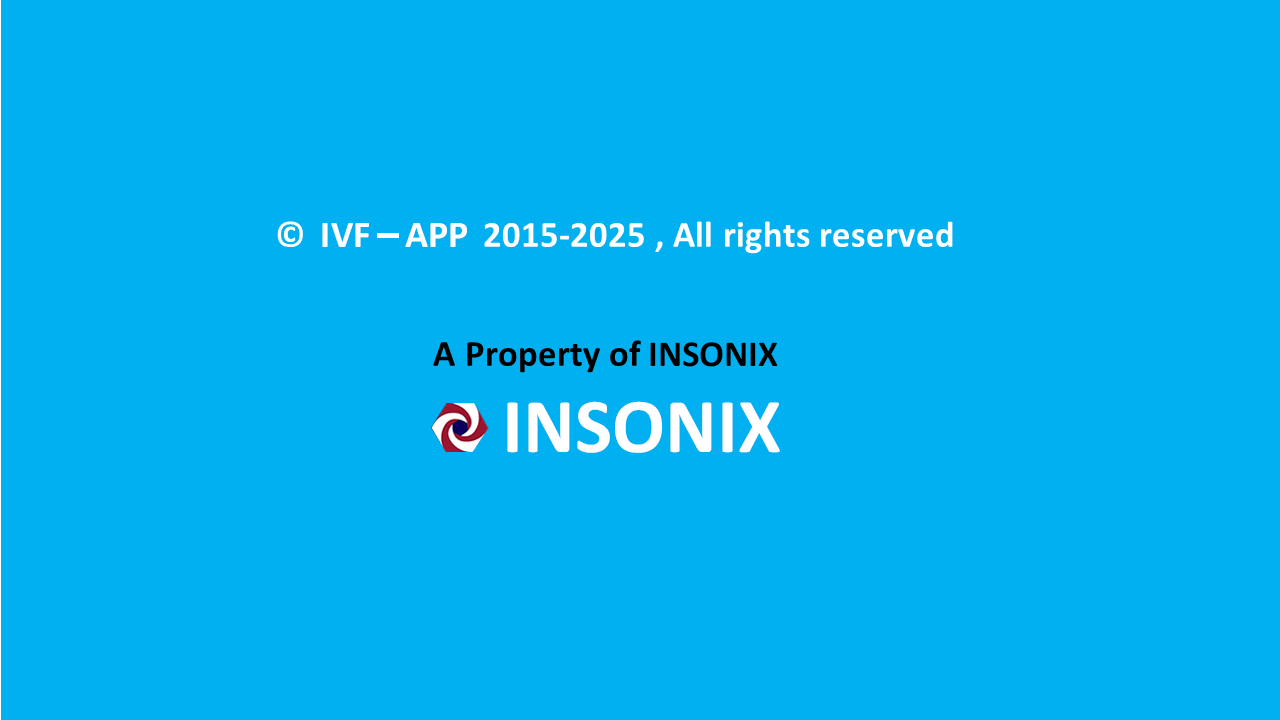 © IVF – APP 2015-2025 , All rights reserved
A Property of INSONIX
INSONIX